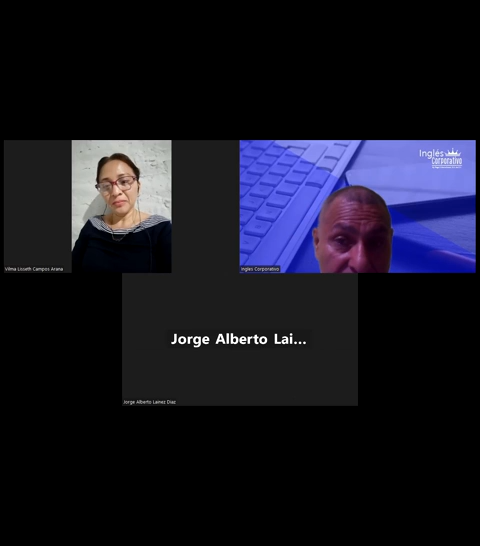 Inglés
Corporativo
Vilma Lisseth Campos Arana
Inglés Corporativo
Jorge Alberto Lai...
Jorge Alberto Lainez Diaz